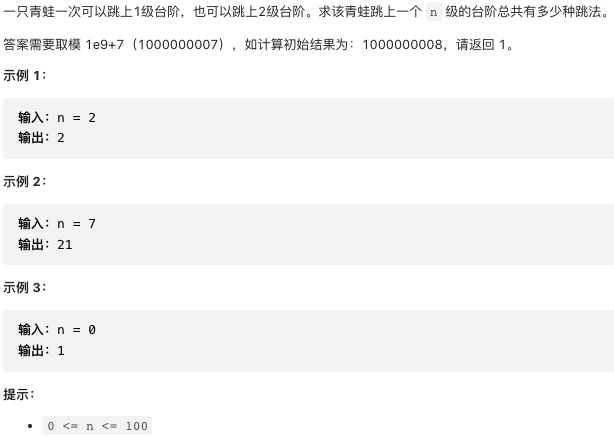 一只青蛙一次可以跳上1级台阶，也可以跳上2级台阶。求该青蛙跳上一个 n 级的台阶总共有多少种跳法。
答案需要取模 1e9+7（1000000007），如计算初始结果为：1000000008，请返回 1。
示例 1：
输入：n = 2
输出：2
示例 2：
输入：n = 7
输出：21
示例 3：
输入：n = 0
输出：1
提示：
• 0 <= n <= 100